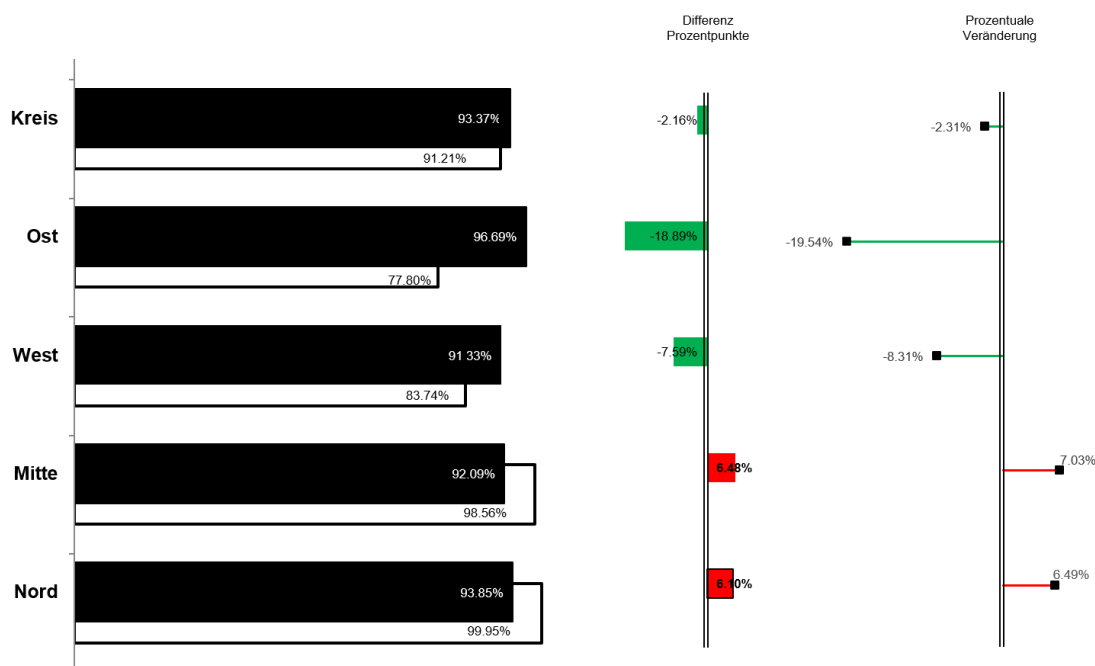 Differenz
Prozentpunkte
Prozentuale
Veränderung
Kreis
93.37%
91.21%
-2.16%
-2.31%
Ost
96.69%
77.80%
-18.89%
-19.54%
West
91.33%
83.74%
-7.59%
-8.31%
Mitte
92.09%
98.56%
6.48%
7.03%
Nord
93.85%
99.95%
6.10%
6.49%